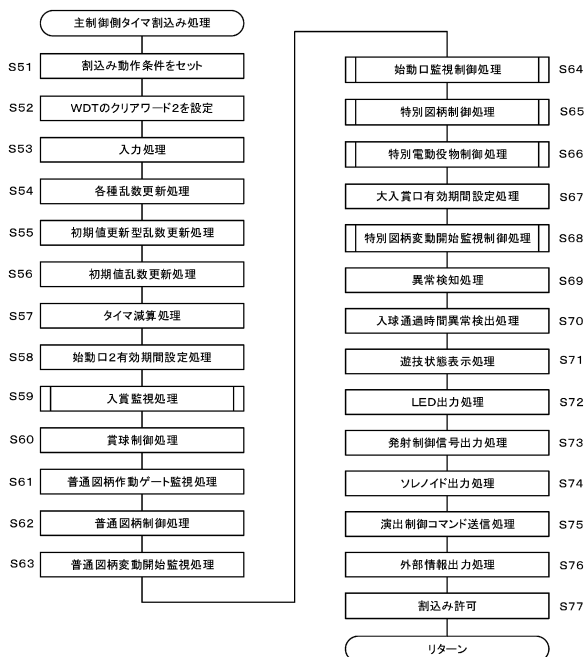 主制御側タイマ割込み処理
S51 割込み動作条件をセット
S52 WDTのクリアワード2を設定
S53 入力処理
S54 各種乱数更新処理
S55 初期値更新型乱数更新処理
S56 初期値乱数更新処理
S57 タイマ減算処理
S58 始動口2有効期間設定処理
S59 入賞監視処理
S60 賞球制御処理
S61 普通図柄作動ゲート監視処理
S62 普通図柄制御処理
S63 普通図柄変動開始監視処理
始動口監視制御処理 S64
特別図柄制御処理 S65
特別電動役物制御処理 S66
大入賞口有効期間設定処理 S67
特別図柄変動開始監視制御処理 S68
異常検知処理 S69
入球通過時間異常検出処理 S70
遊技状態表示処理 S71
LED出力処理 S72
発射制御信号出力処理 S73
ソレノイド出力処理 S74
演出制御コマンド送信処理 S75
外部情報出力処理 S76
割込み許可 S77
リターン